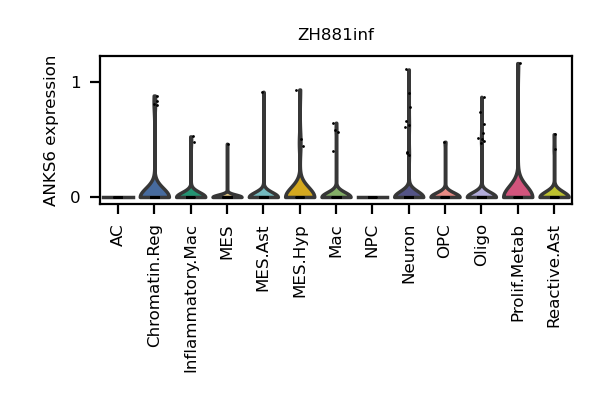 ZH881inf
ANKS6 expression
1
0
AC
Chromatin.Reg
Inflammatory.Mac
MES
MES.Ast
MES.Hyp
Mac
NPC
Neuron
OPC
Oligo
Prolif.Metab
Reactive.Ast